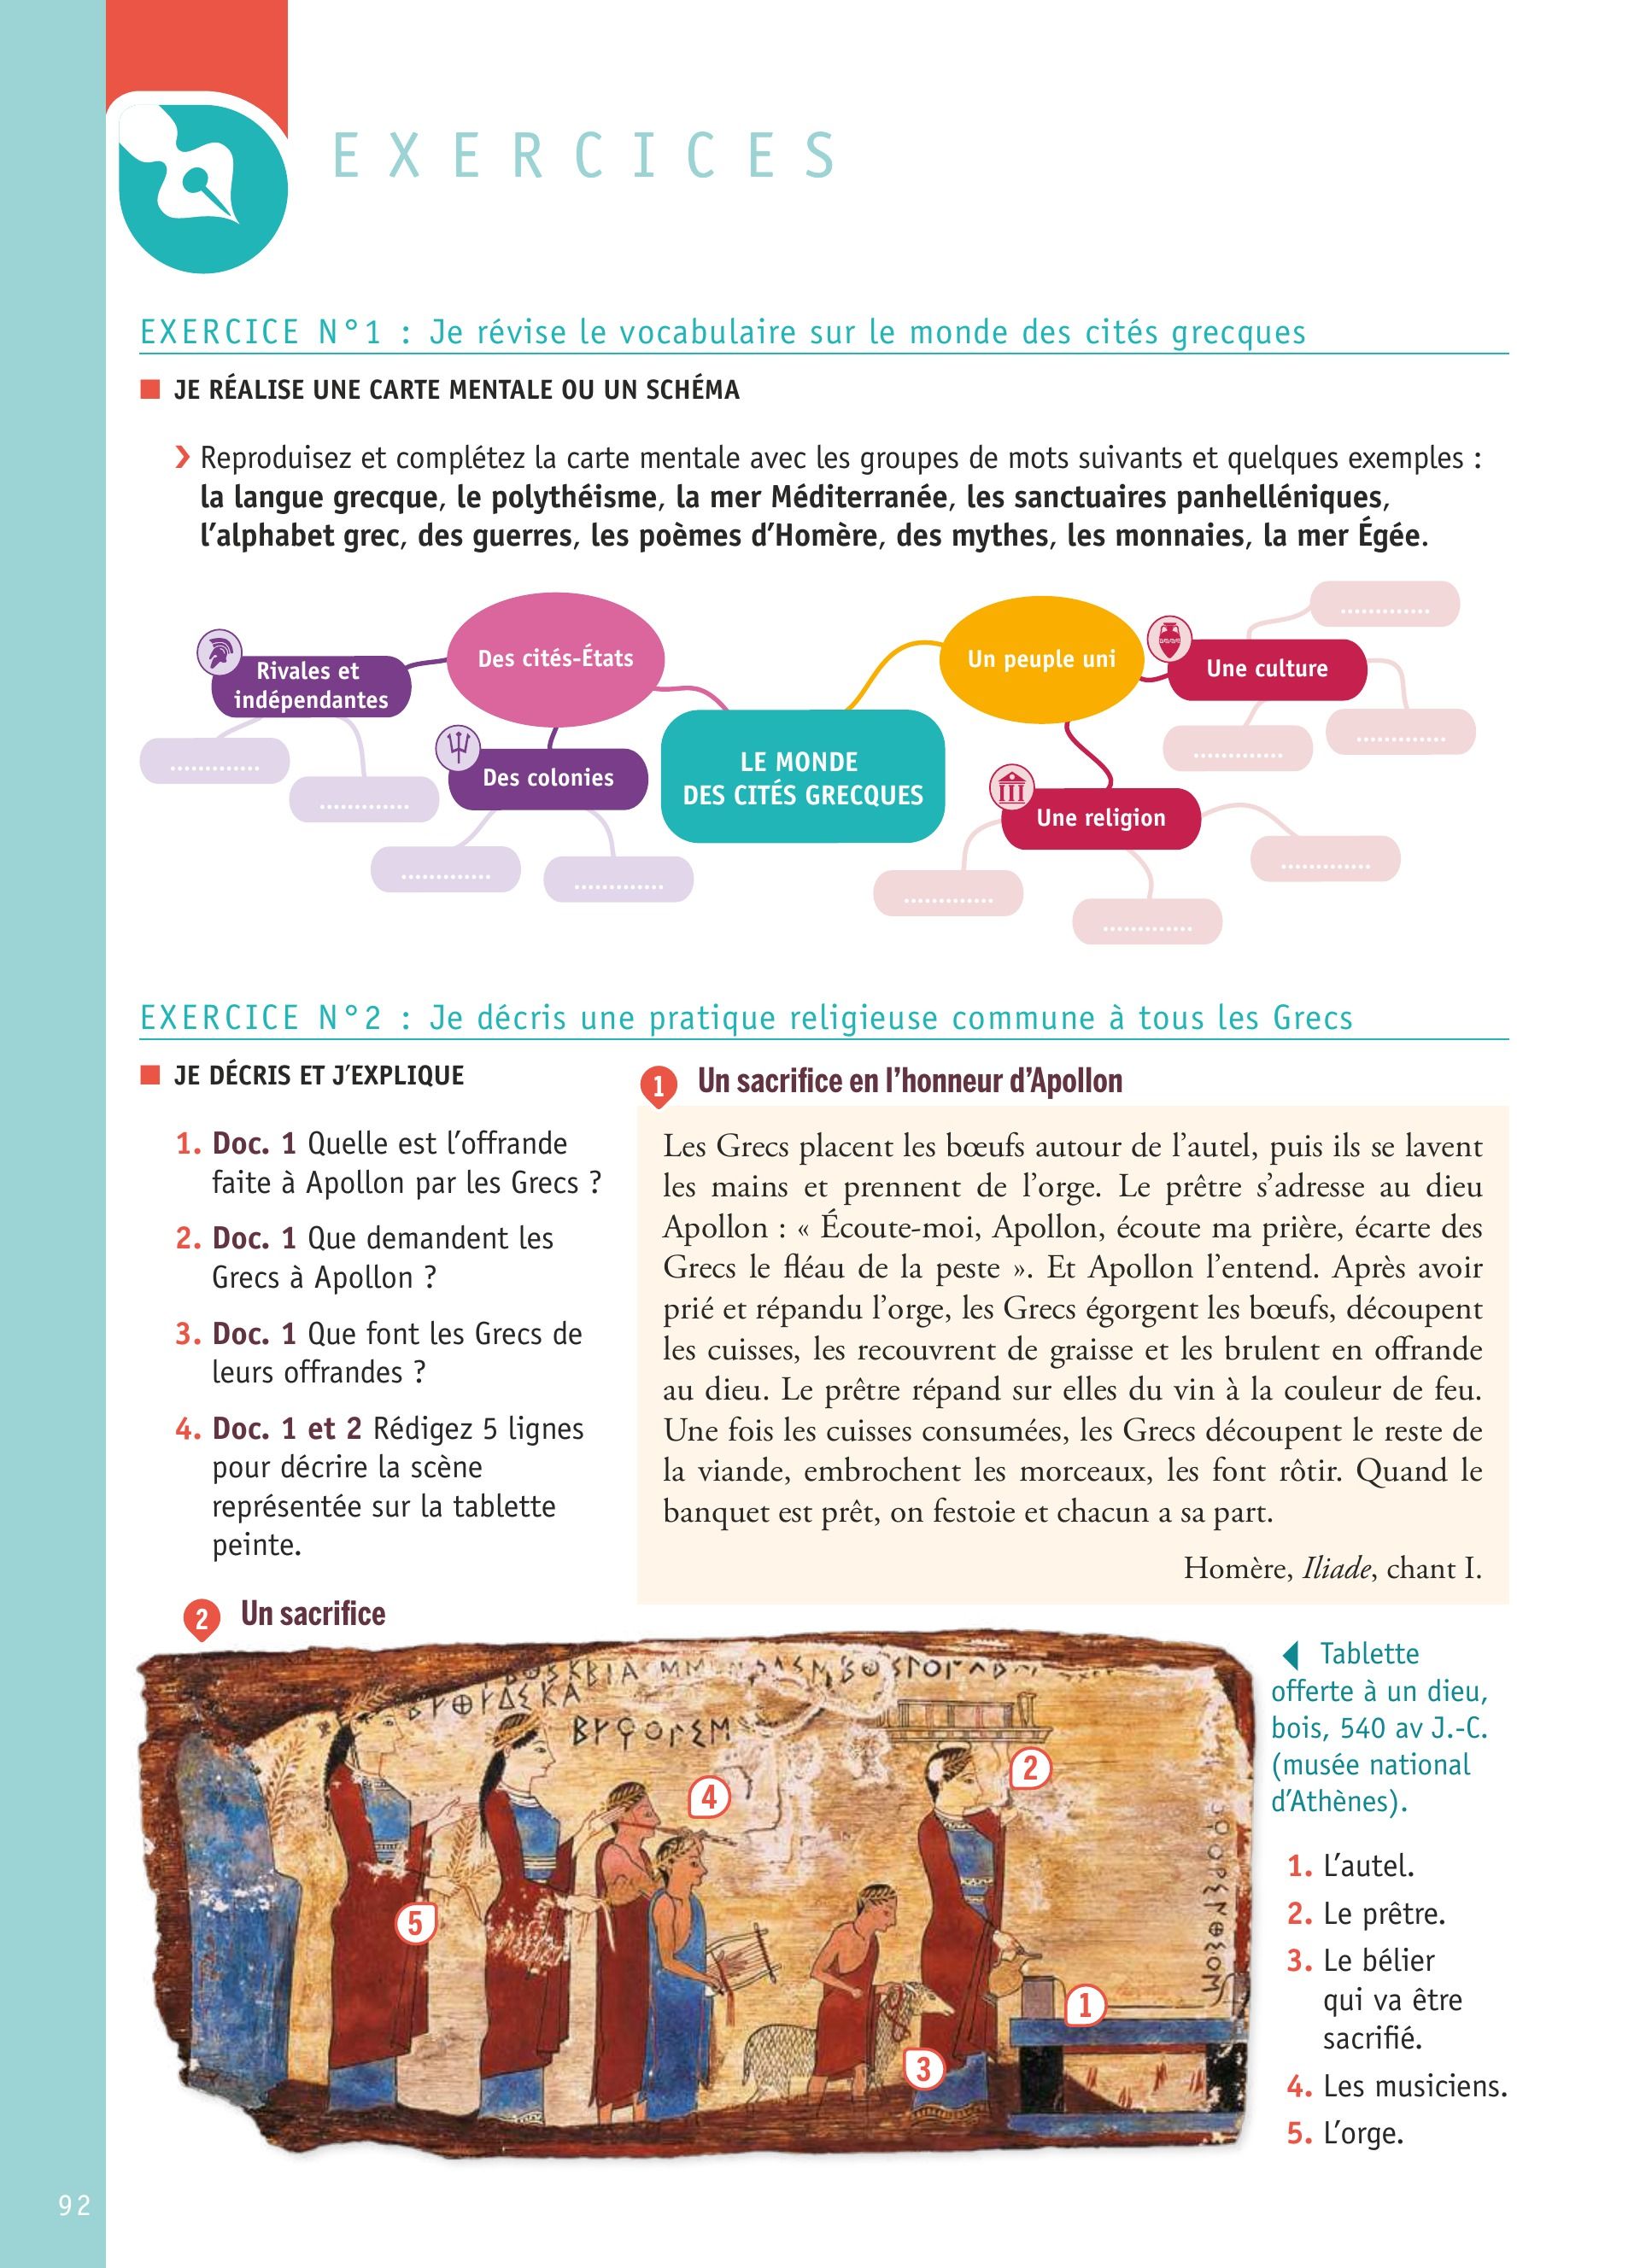 EXERCICES
EXERCICE N°1 : Je révise le vocabulaire sur le monde des cités grecques
JE RÉALISE UNE CARTE MENTALE OU UN SCHÉMA
❯ Reproduisez et complétez la carte mentale avec les groupes de mots suivants et quelques exemples :
la langue grecque, le polythéisme, la mer Méditerranée, les sanctuaires panhelléniques,
l’alphabet grec, des guerres, les poèmes d’Homère, des mythes, les monnaies, la mer Égée.
Rivales et
indépendantes
.............
.............
Des cités-États
Des colonies
.............
.............
LE MONDE
DES CITÉS GRECQUES
Un peuple uni
Une culture
.............
.............
.............
Une religion
.............
.............
.............
EXERCICE N°2 : Je décris une pratique religieuse commune à tous les Grecs
JE DÉCRIS ET J’EXPLIQUE
1. Doc. 1 Quelle est l’offrande
faite à Apollon par les Grecs ?
2. Doc. 1 Que demandent les
Grecs à Apollon ?
3. Doc. 1 Que font les Grecs de
leurs offrandes ?
4. Doc. 1 et 2 Rédigez 5 lignes
pour décrire la scène
représentée sur la tablette
peinte.
1 Un sacrifice en l’honneur d’Apollon
Les Grecs placent les bœufs autour de l’autel, puis ils se lavent
les mains et prennent de l’orge. Le prêtre s’adresse au dieu
Apollon : « Écoute-moi, Apollon, écoute ma prière, écarte des
Grecs le fléau de la peste ». Et Apollon l’entend. Après avoir
prié et répandu l’orge, les Grecs égorgent les bœufs, découpent
les cuisses, les recouvrent de graisse et les brulent en offrande
au dieu. Le prêtre répand sur elles du vin à la couleur de feu.
Une fois les cuisses consumées, les Grecs découpent le reste de
la viande, embrochent les morceaux, les font rôtir. Quand le
banquet est prêt, on festoie et chacun a sa part.
Homère, Iliade, chant I.
2 Un sacrifice
4
2
5
1
3
◀ Tablette
offerte à un dieu,
bois, 540 av J.-C.
(musée national
d’Athènes).
1. L’autel.
2. Le prêtre.
3. Le bélier
qui va être
sacrifié.
4. Les musiciens.
5. L’orge.
92